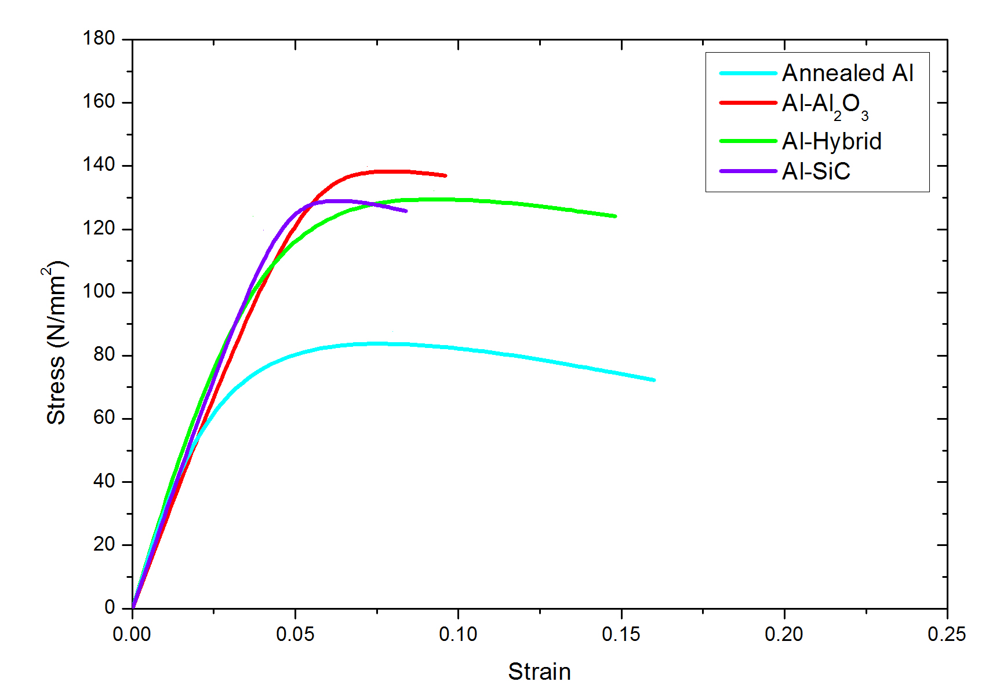 180
160
140
120
100
80
60
40
20
0
Stress (N/mm²)
Annealed Al
Al-Al₂O₃
Al-Hybrid
Al-SiC
0.00 0.05 0.10 0.15 0.20 0.25
Strain